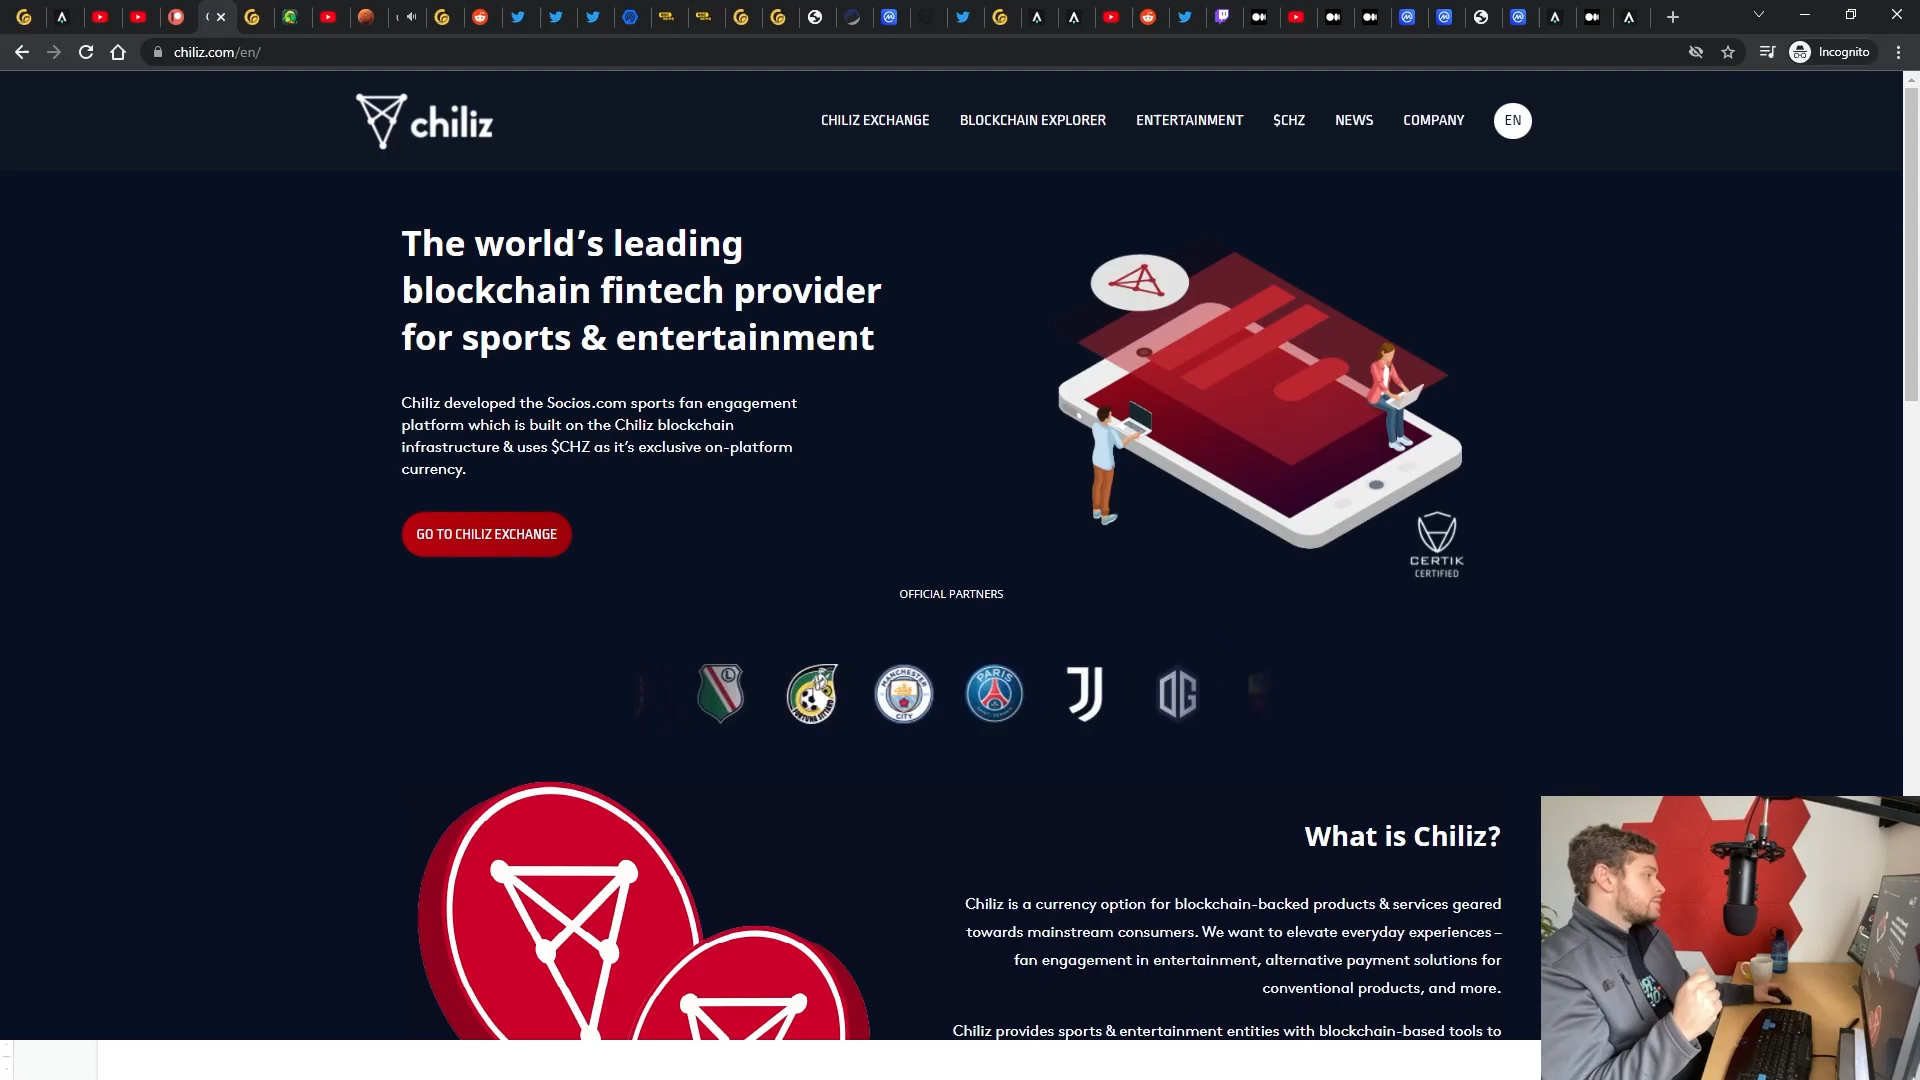 chiliz.com/en/
Incognito
chiliz
CHILIZ EXCHANGE
BLOCKCHAIN EXPLORER
ENTERTAINMENT
$CHZ
NEWS
COMPANY
EN
The world's leading
blockchain fintech provider
for sports & entertainment
Chiliz developed the Socios.com sports fan engagement
platform which is built on the Chiliz blockchain
infrastructure & uses $CHZ as it's exclusive on-platform
currency.
GO TO CHILIZ EXCHANGE
CERTIK
CERTIFIED
OFFICIAL PARTNERS
MANCHESTER
CITY
PARIS
OG
What is Chiliz?
Chiliz is a currency option for blockchain-backed products & services geared
towards mainstream consumers. We want to elevate everyday experiences –
fan engagement in entertainment, alternative payment solutions for
conventional products, and more.
Chiliz provides sports & entertainment entities with blockchain-based tools to